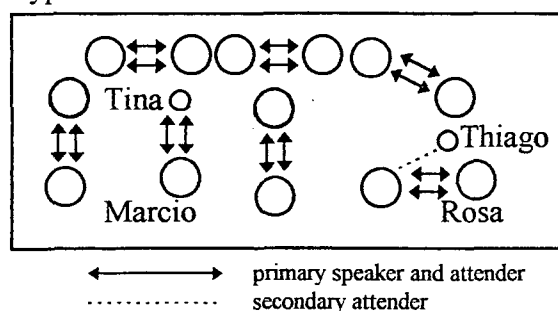 Tina
Thiago
Marcio
Rosa
primary speaker and attender
secondary attender